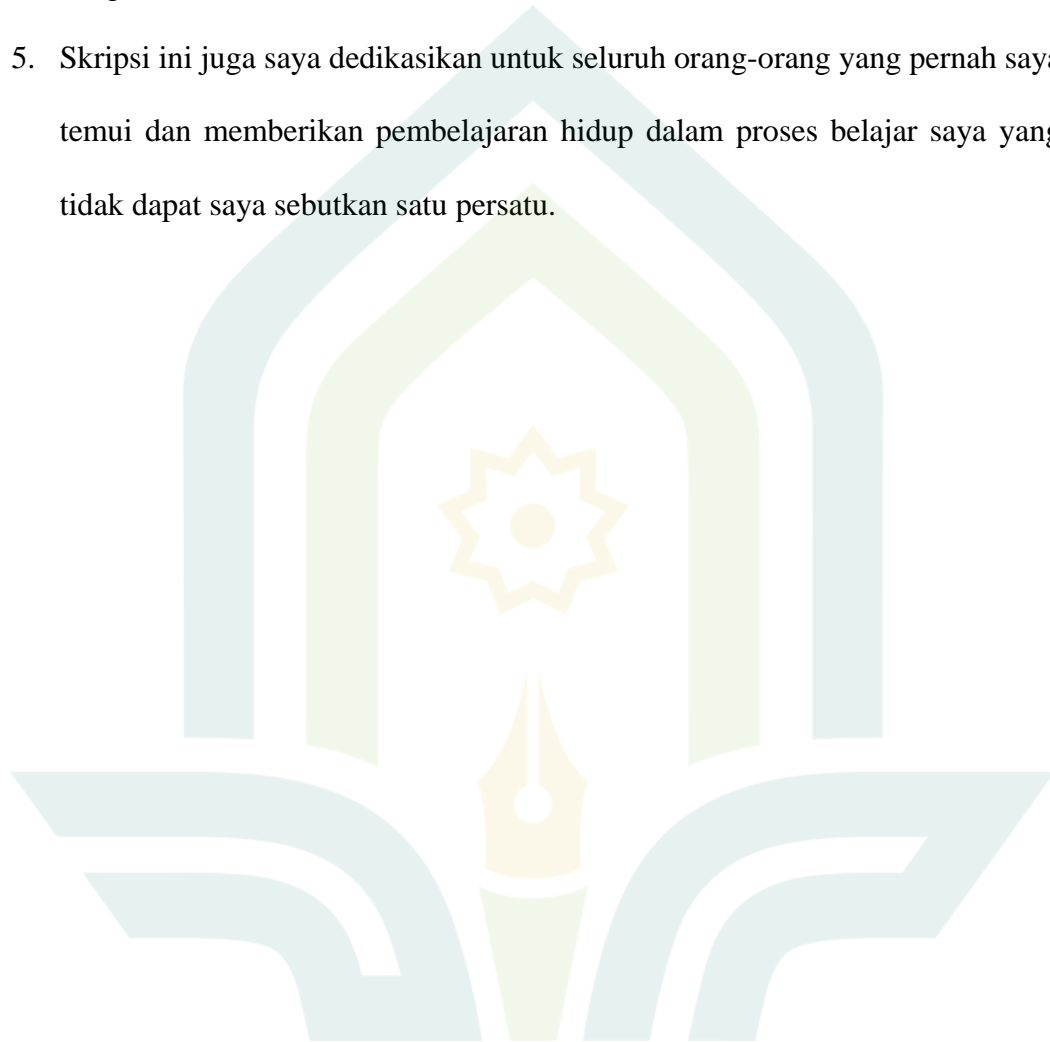 5. Skripsi ini juga saya dedikasikan untuk seluruh orang-orang yang pernah saya
temui dan memberikan pembelajaran hidup dalam proses belajar saya yang
tidak dapat saya sebutkan satu persatu.